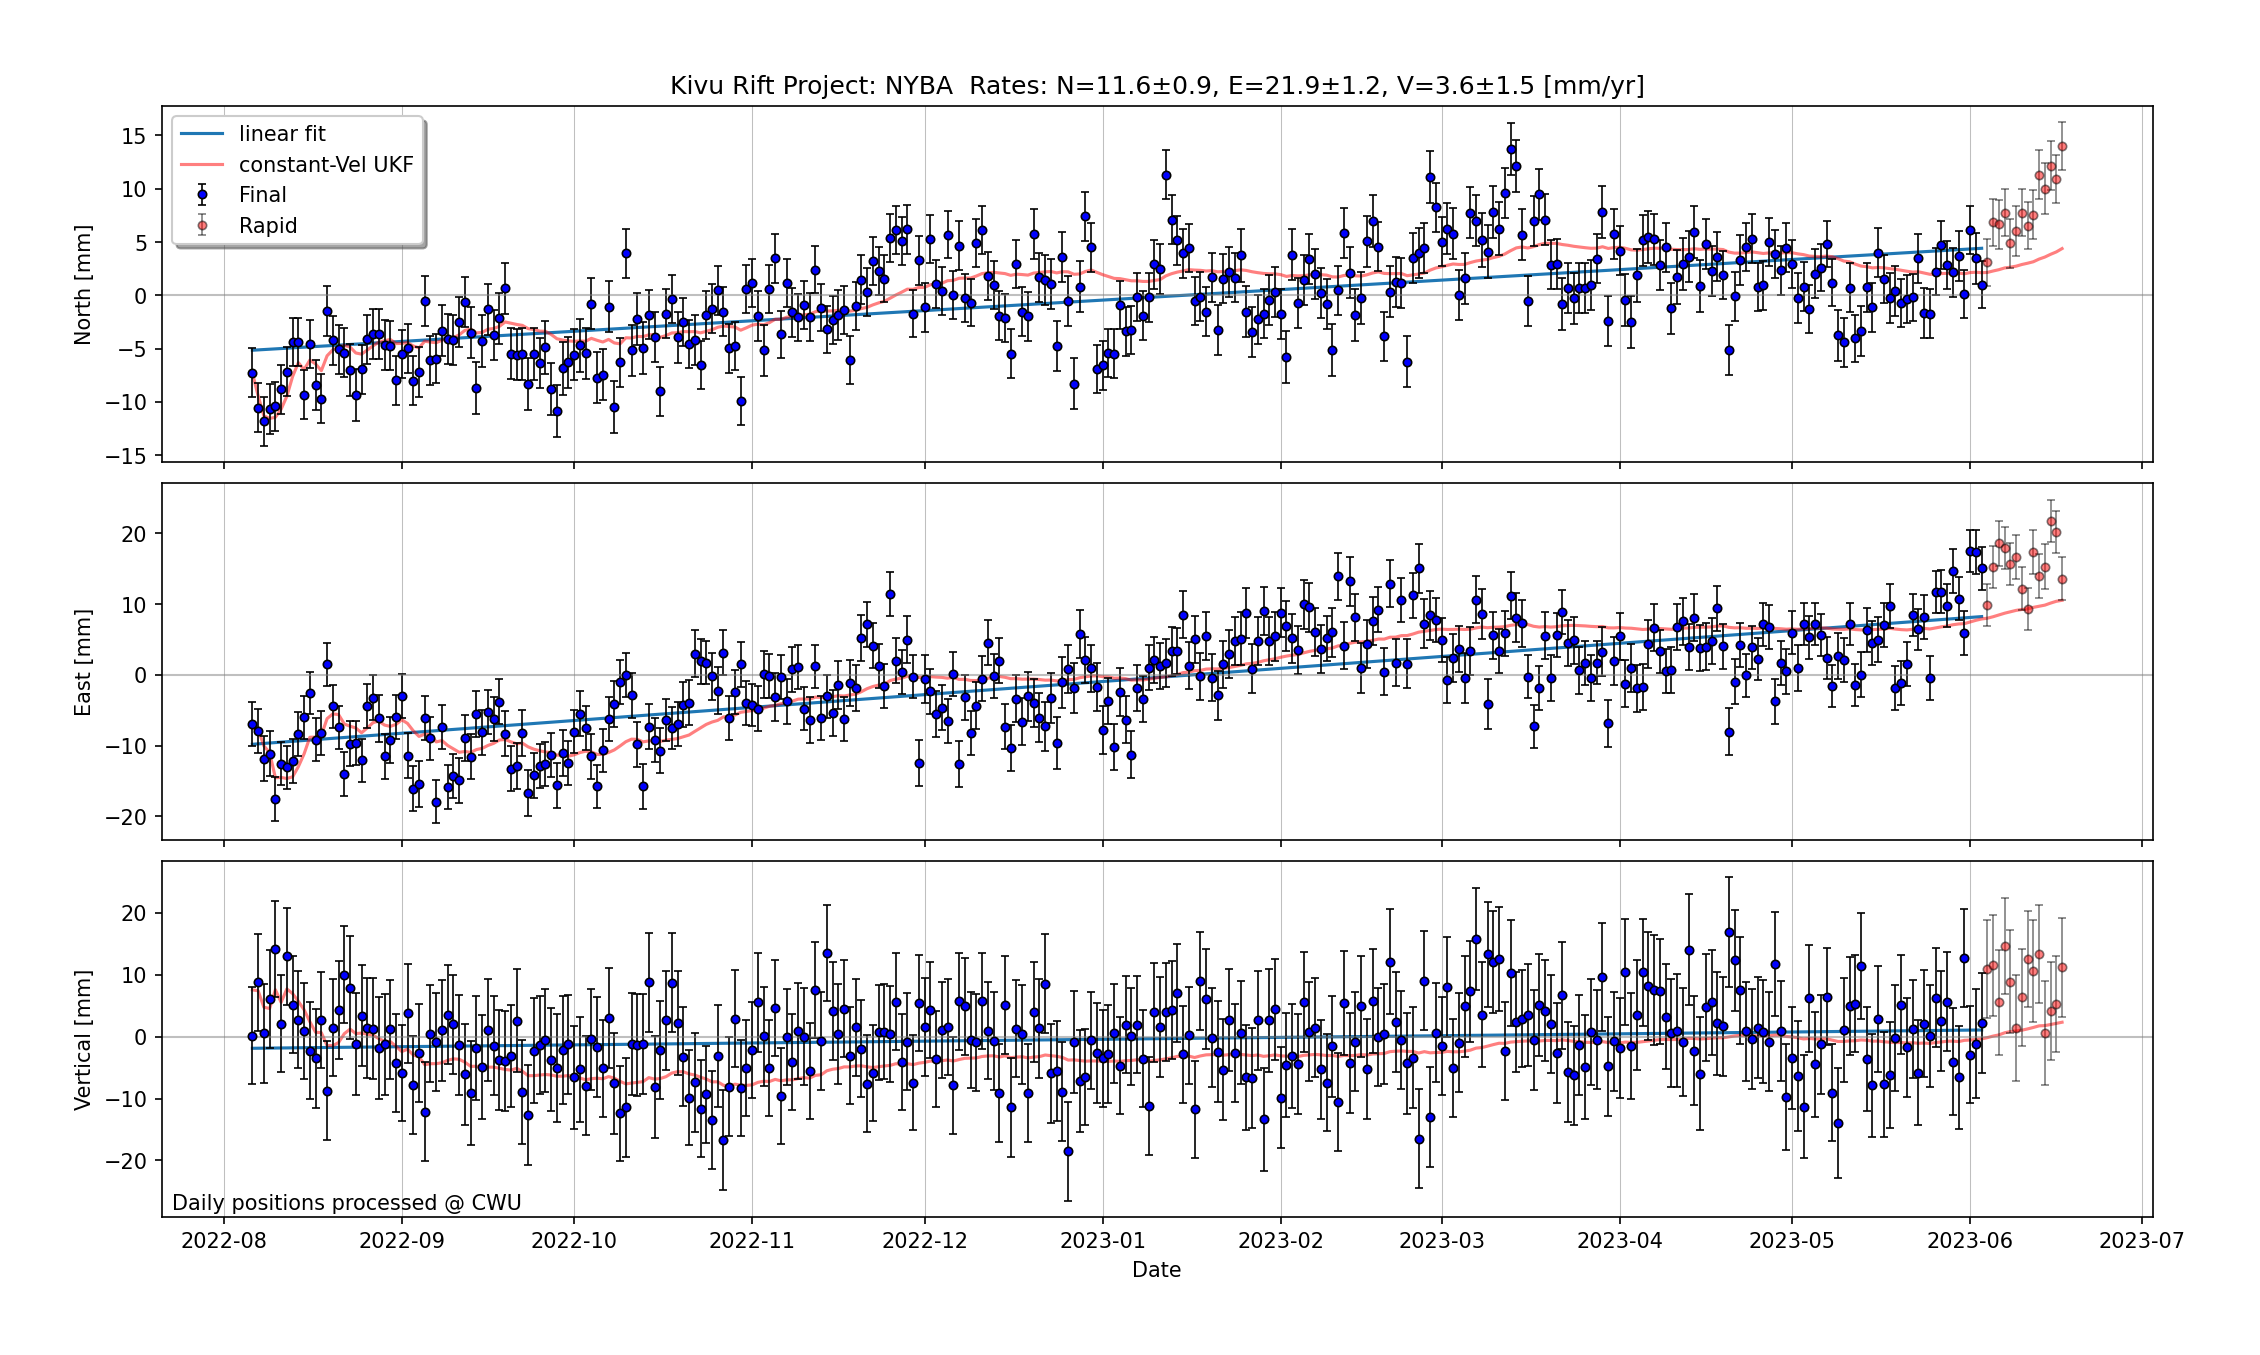 Kivu Rift Project: NYBA  Rates: N=11.6±0.9, E=21.9±1.2, V=3.6±1.5 [mm/yr]
linear fit
constant-Vel UKF
Final
Rapid
North [mm]
15
10
5
0
−5
−10
−15
East [mm]
20
10
0
−10
−20
Vertical [mm]
20
10
0
−10
−20
Daily positions processed @ CWU
2022-08 2022-09 2022-10 2022-11 2022-12 2023-01 2023-02 2023-03 2023-04 2023-05 2023-06 2023-07
Date